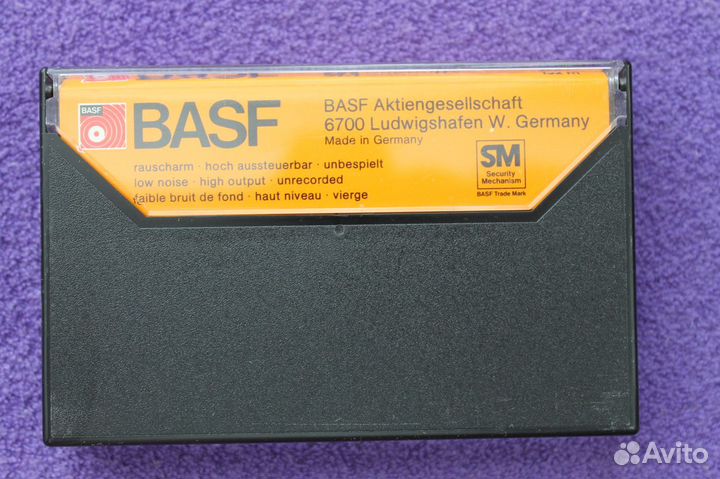 BASF
BASF
BASF Aktiengesellschaft
6700 Ludwigshafen W. Germany
Made in Germany
rauscharm · hoch aussteuerbar · unbespielt
low noise · high output · unrecorded
faible bruit de fond · haut niveau · vierge
SM
Security
Mechanism
BASF Trade Mark
Avito